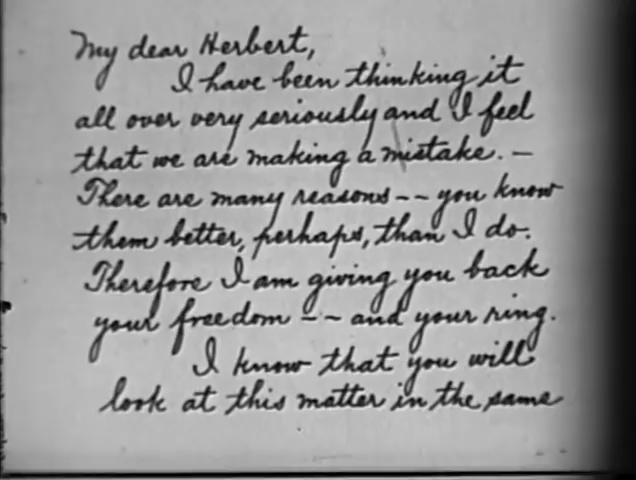 My dear Herbert,
I have been thinking it
all over very seriously and I feel
that we are making a mistake. —
There are many reasons -- you know
them better, perhaps, than I do.
Therefore I am giving you back
your freedom -- and your ring.
I know that you will
look at this matter in the same